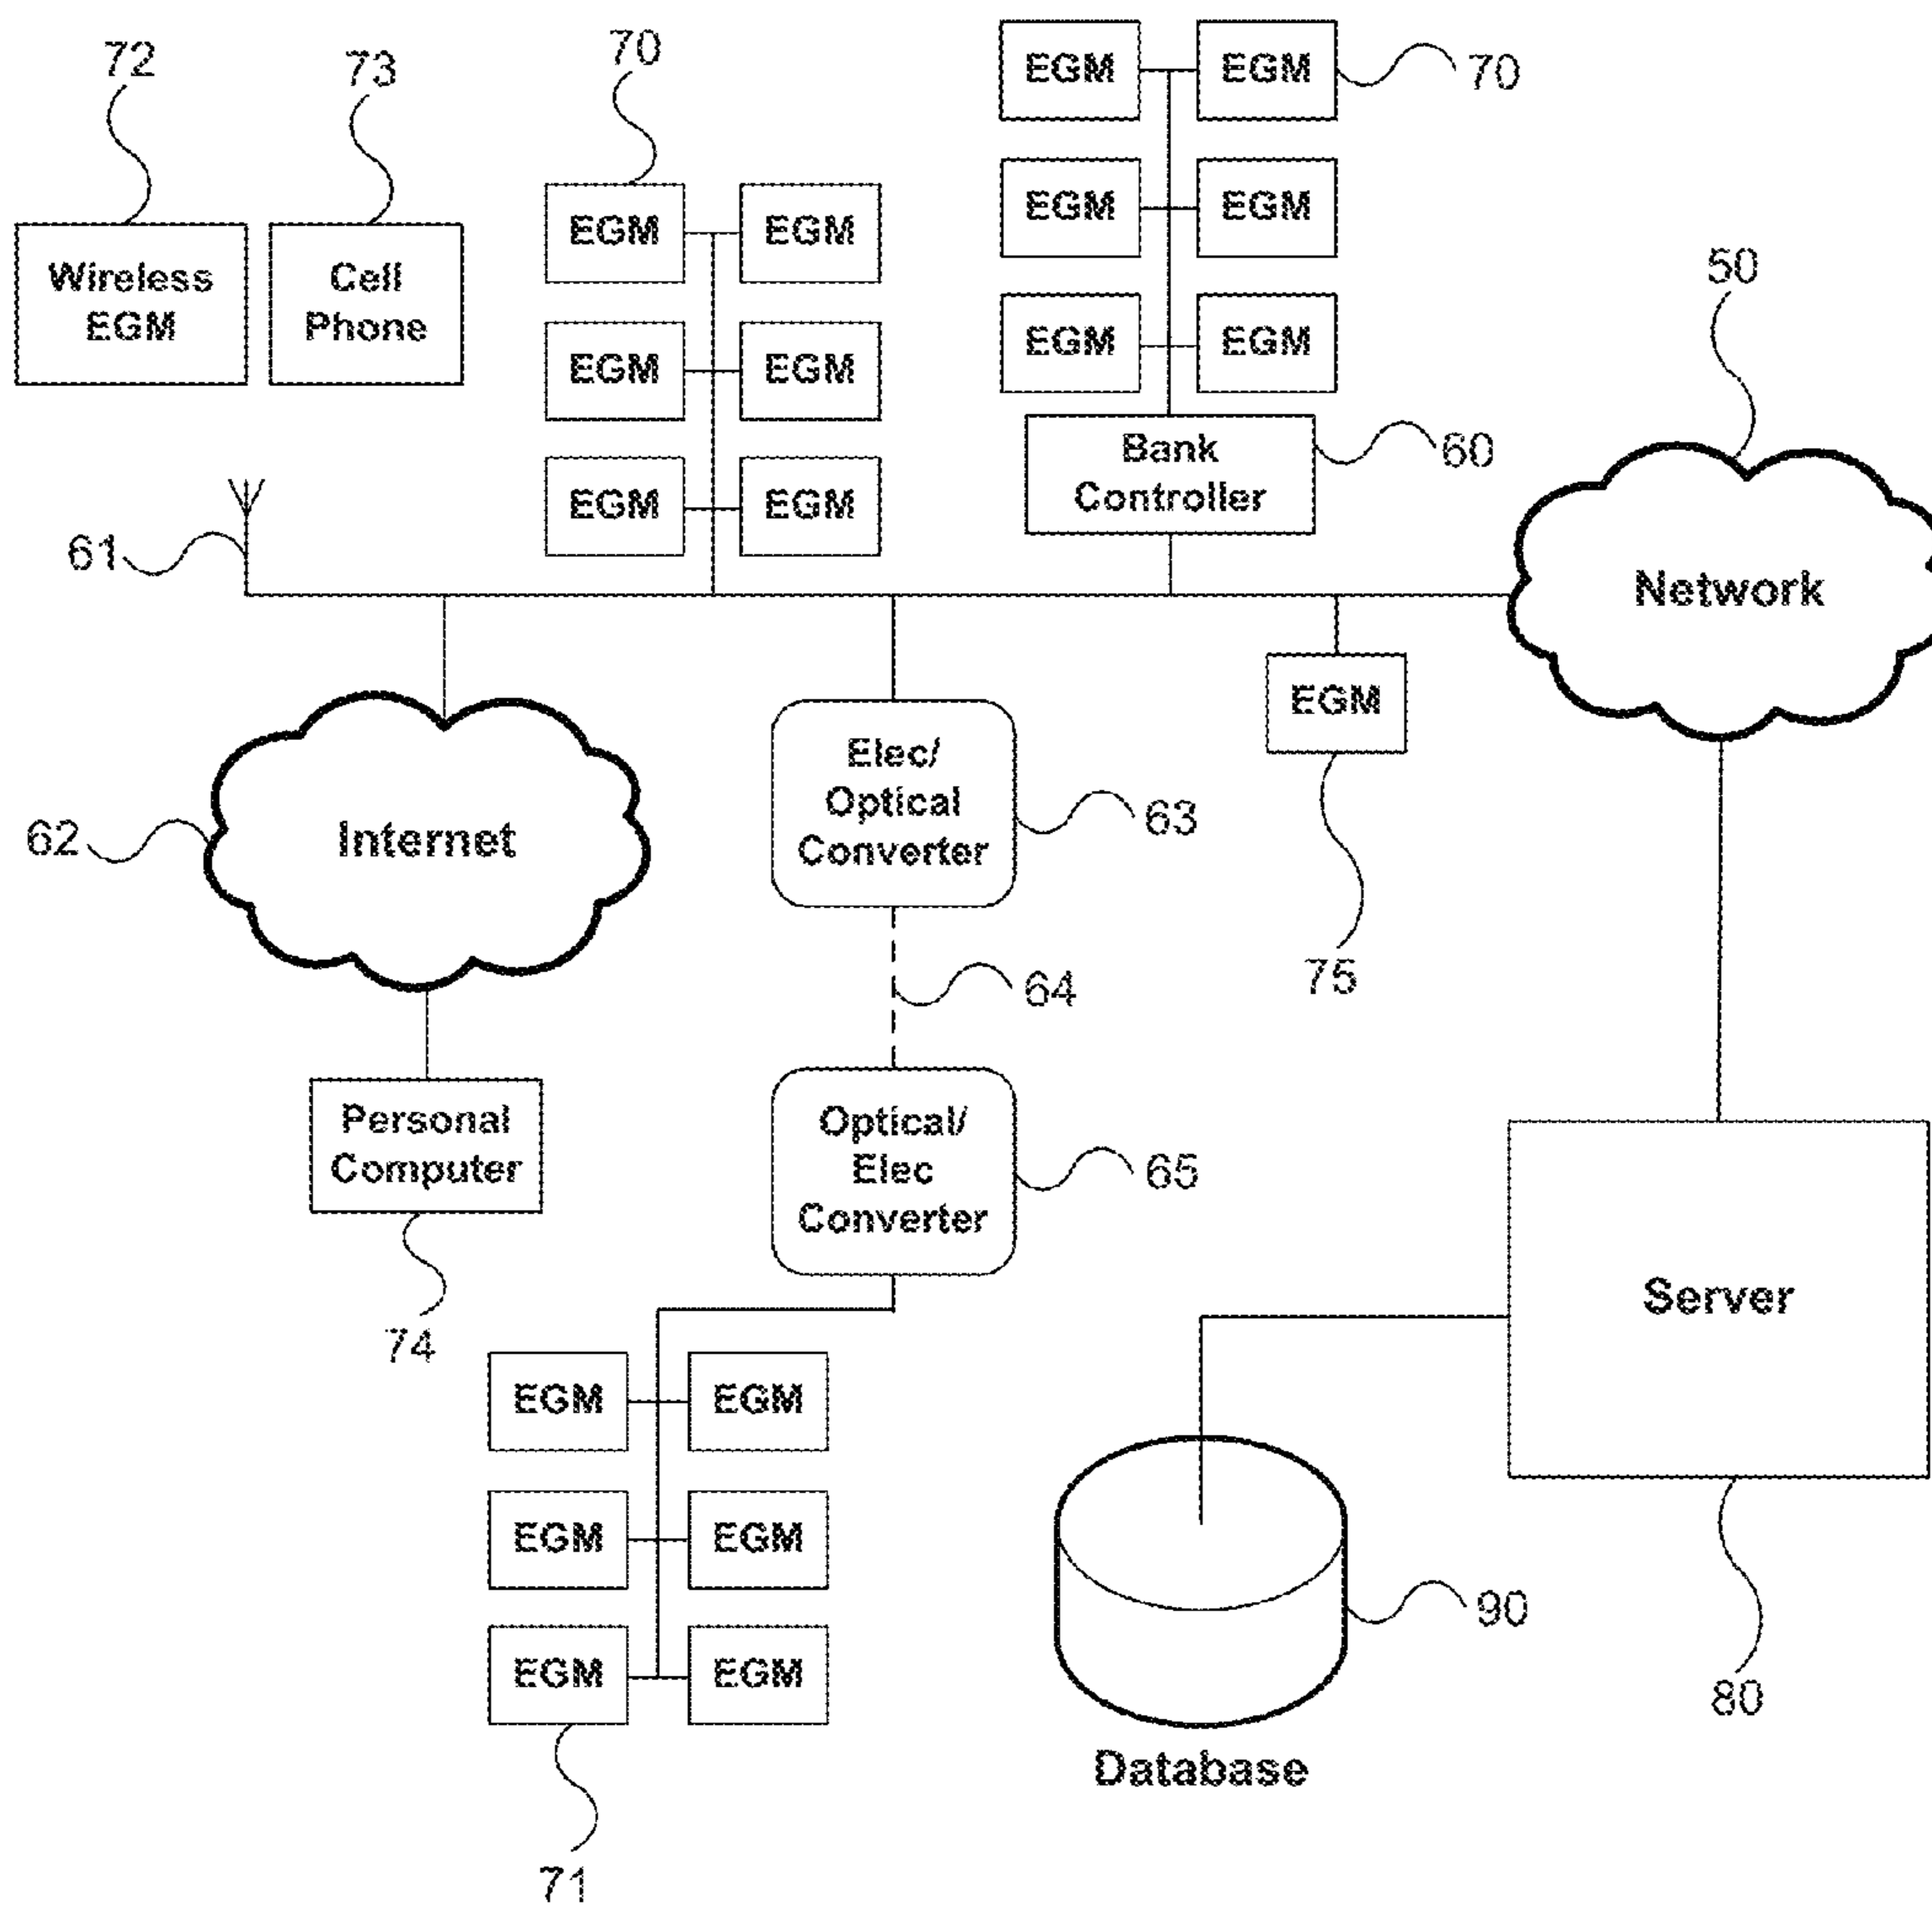 72
73
70
EGM EGM
70
Wireless
EGM
Cell
Phone
EGM EGM
EGM EGM
EGM EGM
EGM EGM
EGM EGM
Bank
Controller
60
50
Network
61
EGM
75
Internet
62
Elec/
Optical
Converter
63
64
Personal
Computer
74
Optical/
Elec
Converter
65
Server
80
EGM EGM
EGM EGM
EGM EGM
71
90
Database